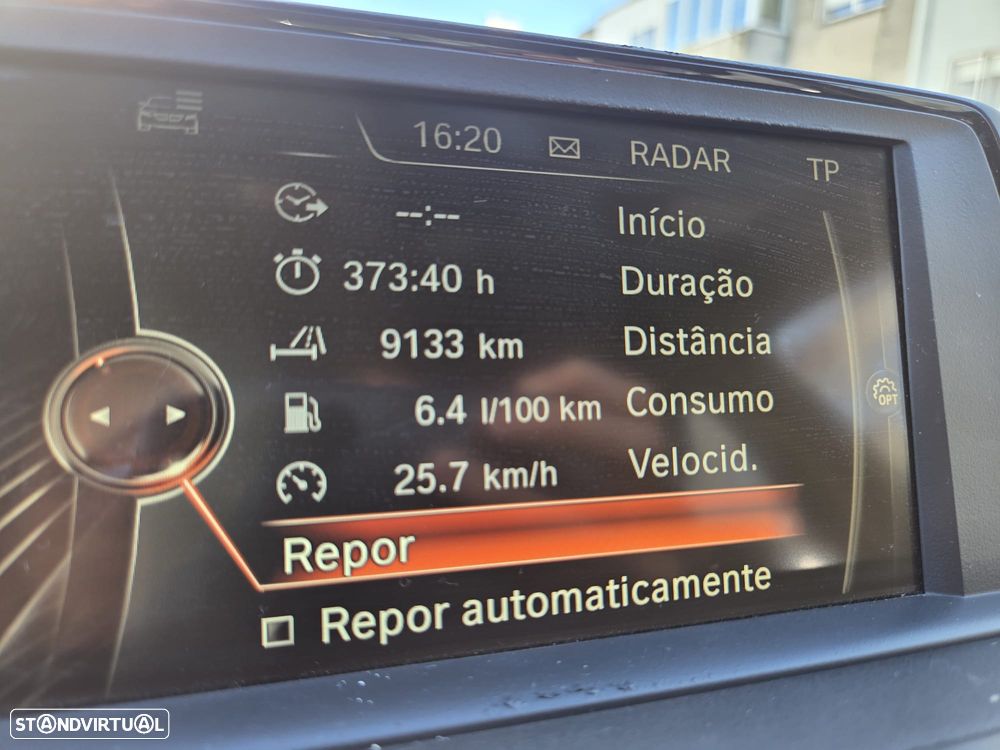 16:20 RADAR TP
--:-- Início
373:40 h Duração
9133 km Distância
6.4 l/100 km Consumo
25.7 km/h Velocid.
OPT
Repor
Repor automaticamente
STANDVIRTUAL